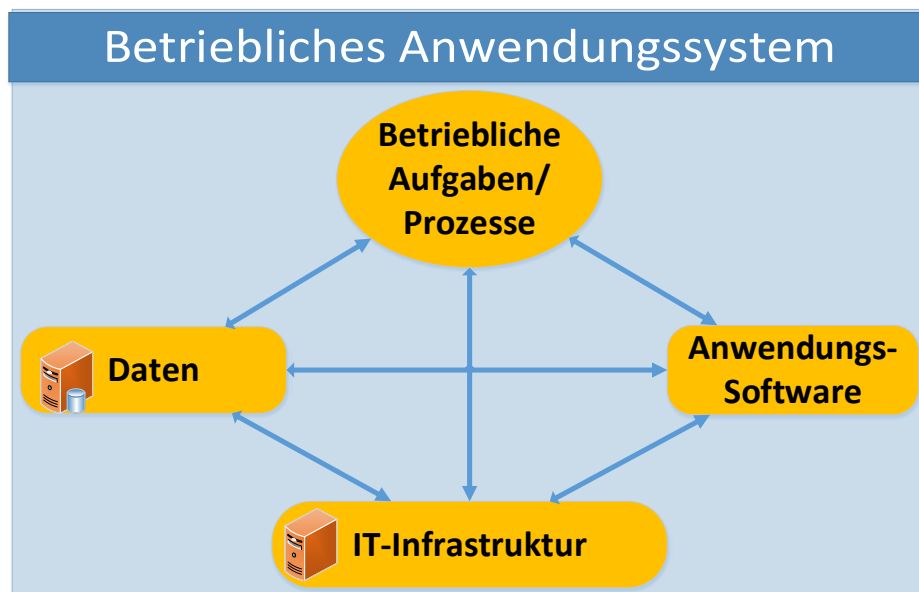 Betriebliches Anwendungssystem
Betriebliche
Aufgaben/
Prozesse
Daten
Anwendungs-
Software
IT-Infrastruktur